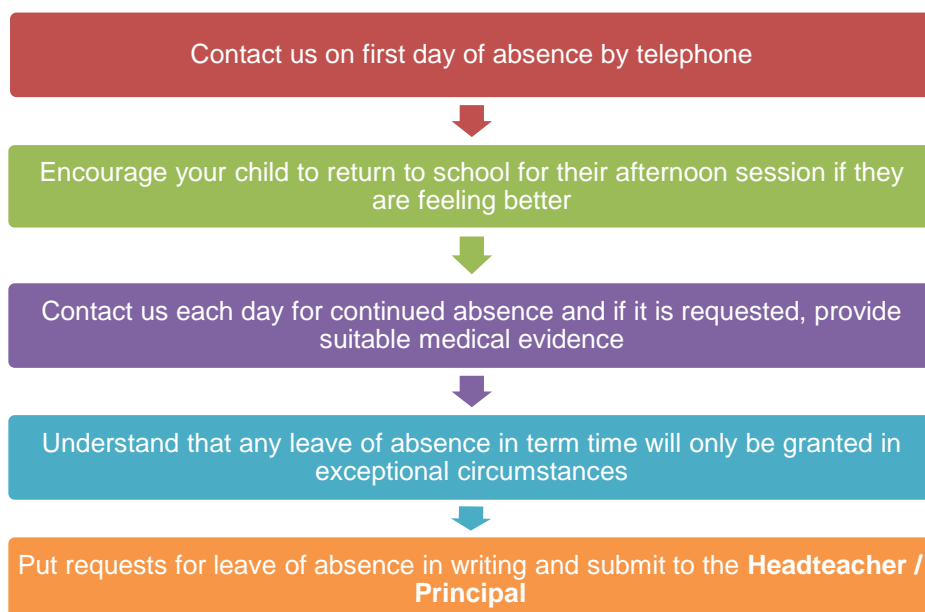 Contact us on first day of absence by telephone
Encourage your child to return to school for their afternoon session if they
are feeling better
Contact us each day for continued absence and if it is requested, provide
suitable medical evidence
Understand that any leave of absence in term time will only be granted in
exceptional circumstances
Put requests for leave of absence in writing and submit to the Headteacher /
Principal